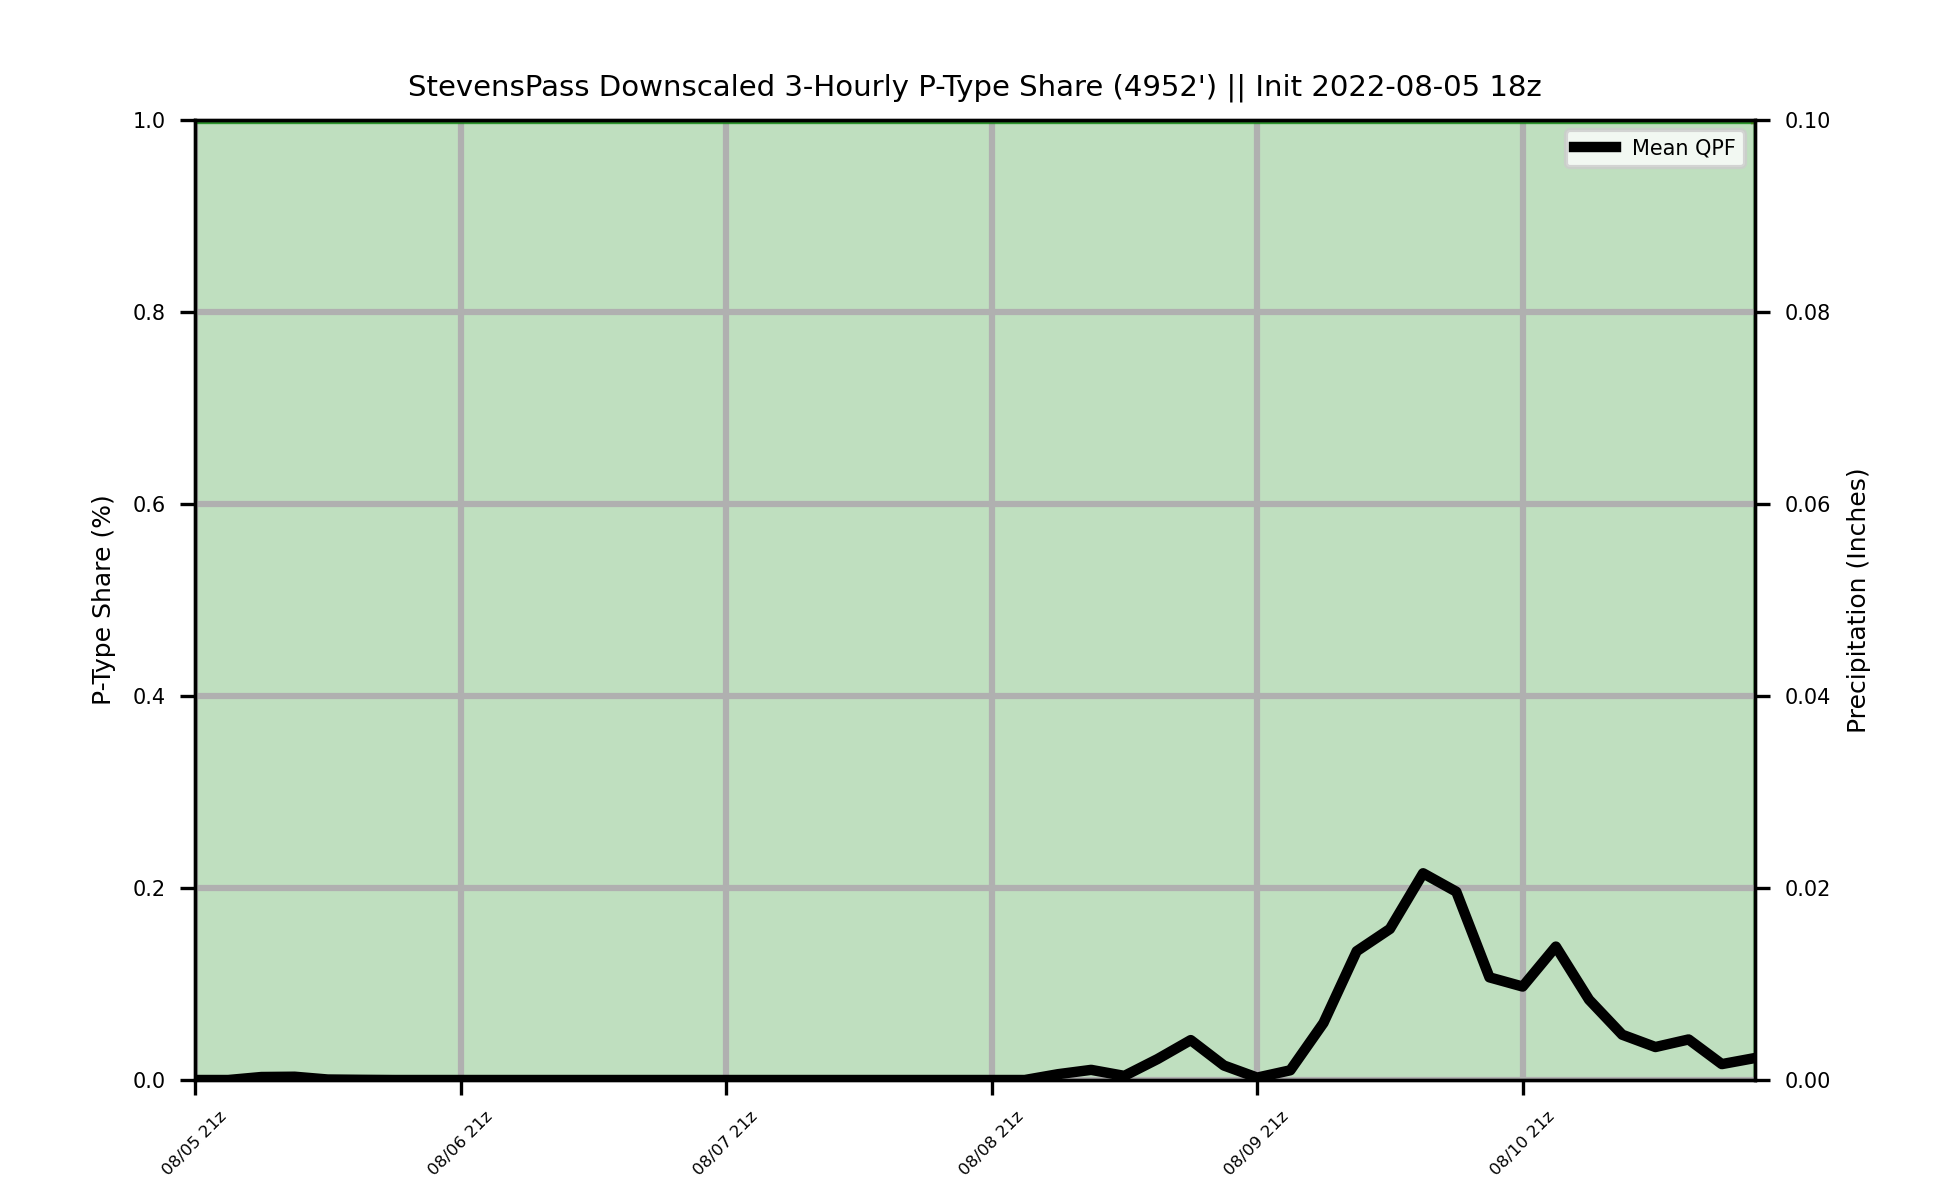 StevensPass Downscaled 3-Hourly P-Type Share (4952') || Init 2022-08-05 18z
Mean QPF
P-Type Share (%)
1.0
0.8
0.6
0.4
0.2
0.0
0.10
0.08
0.06
0.04
0.02
0.00
Precipitation (Inches)
08/05 21z
08/06 21z
08/07 21z
08/08 21z
08/09 21z
08/10 21z